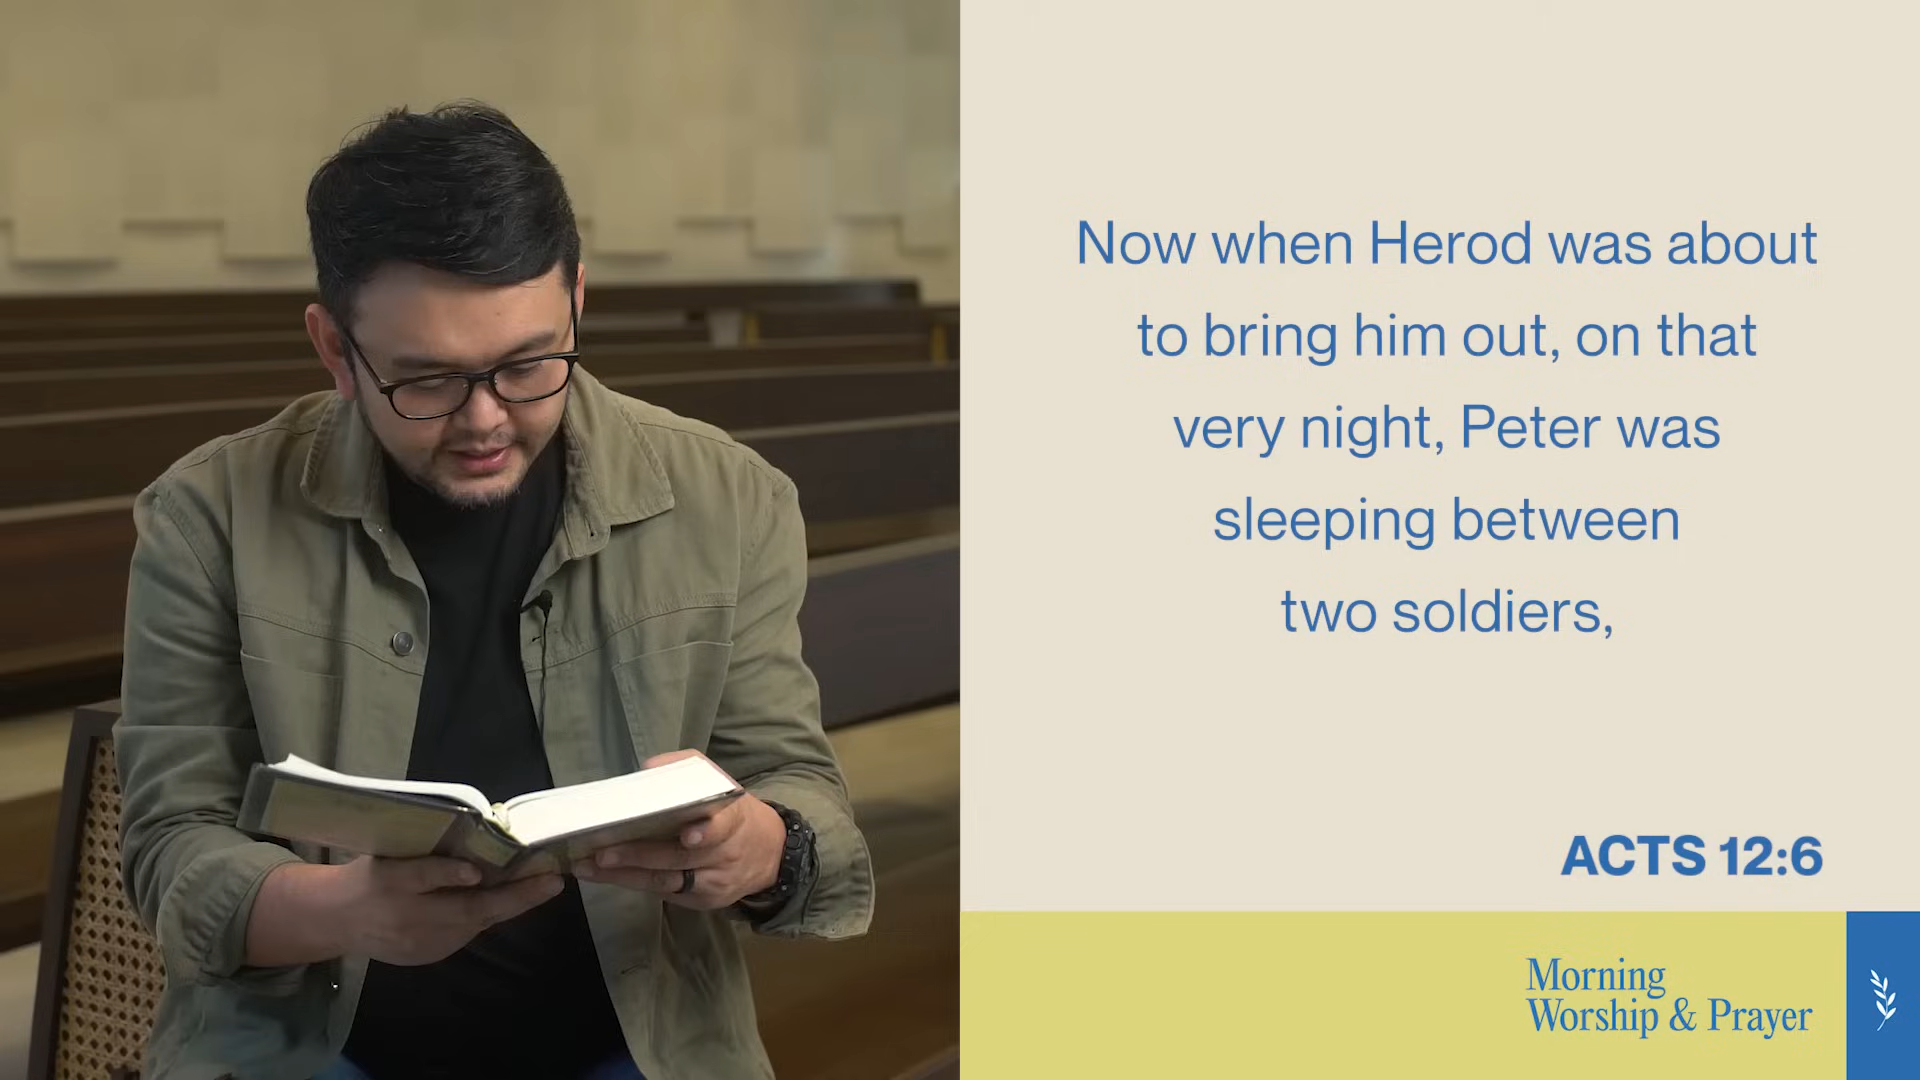 Now when Herod was about
to bring him out, on that
very night, Peter was
sleeping between
two soldiers,
ACTS 12:6
Morning
Worship & Prayer